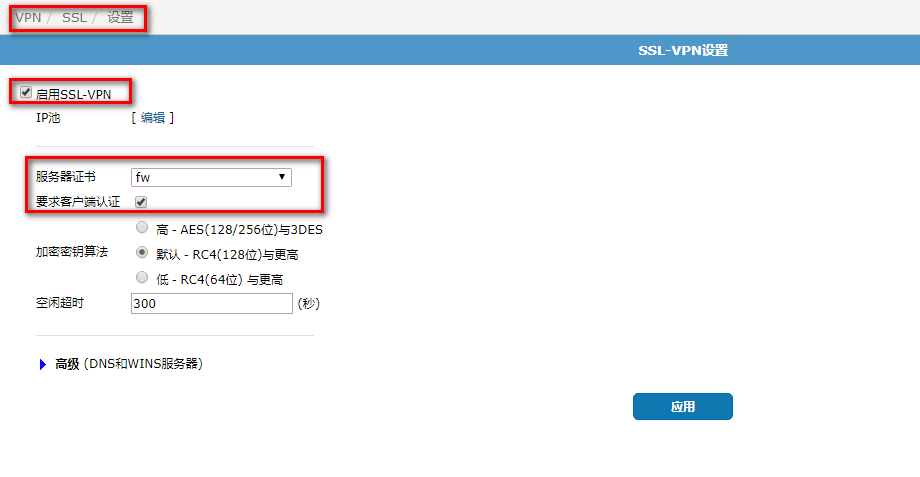 VPN / SSL / 设置
SSL-VPN设置
启用SSL-VPN
IP池 [ 编辑 ]
服务器证书 fw
要求客户端认证
高 - AES(128/256位)与3DES
加密密钥算法 默认 - RC4(128位)与更高
低 - RC4(64位) 与更高
空闲超时 300 (秒)
高级 (DNS和WINS服务器)
应用